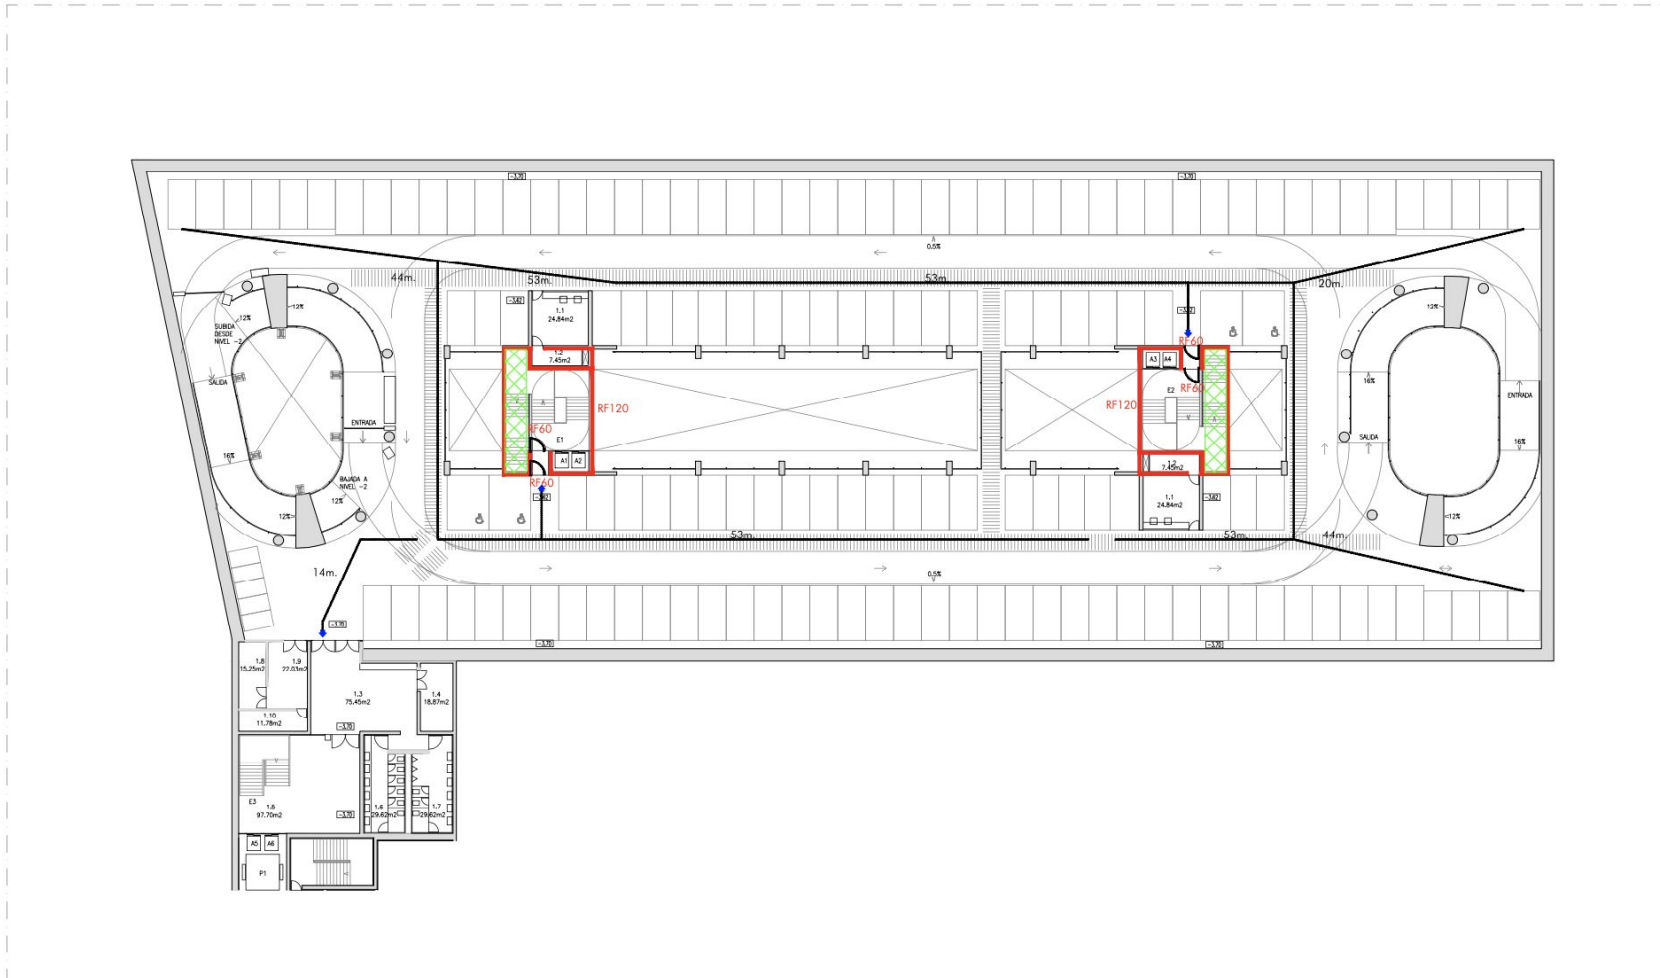 -3,70
-3,70
0.5%
44m.
53m.
53m.
20m.
12%
12%
SUBIDA
DESDE
NIVEL -2
-3,62
1.1
24.84m2
-3,62
12%
RF60
1.2
7.45m2
A3 A4
SALIDA
RF60
16%
E2
RF120
RF120
ENTRADA
ENTRADA
RF60
E1
SALIDA
16%
16%
A1 A2
1.2
7.45m2
BAJADA A
NIVEL -2
12%
RF60
-3,62
1.1
24.84m2
-3,62
12%
12%
53m.
53m.
44m.
14m.
0.5%
-3,70
-3,70
-3,70
1.8
15.25m2
1.9
22.03m2
1.3
75.45m2
1.4
18.87m2
1.10
11.78m2
-3,70
E3
97.70m2
-3,70
1.6
29.62m2
1.7
29.62m2
A5 A6
P1